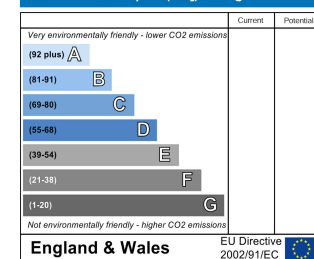 Current Potential
Very environmentally friendly - lower CO2 emissions
(92 plus) A
(81-91) B
(69-80) C
(55-68) D
(39-54) E
(21-38) F
(1-20) G
Not environmentally friendly - higher CO2 emissions
England & Wales
EU Directive
2002/91/EC